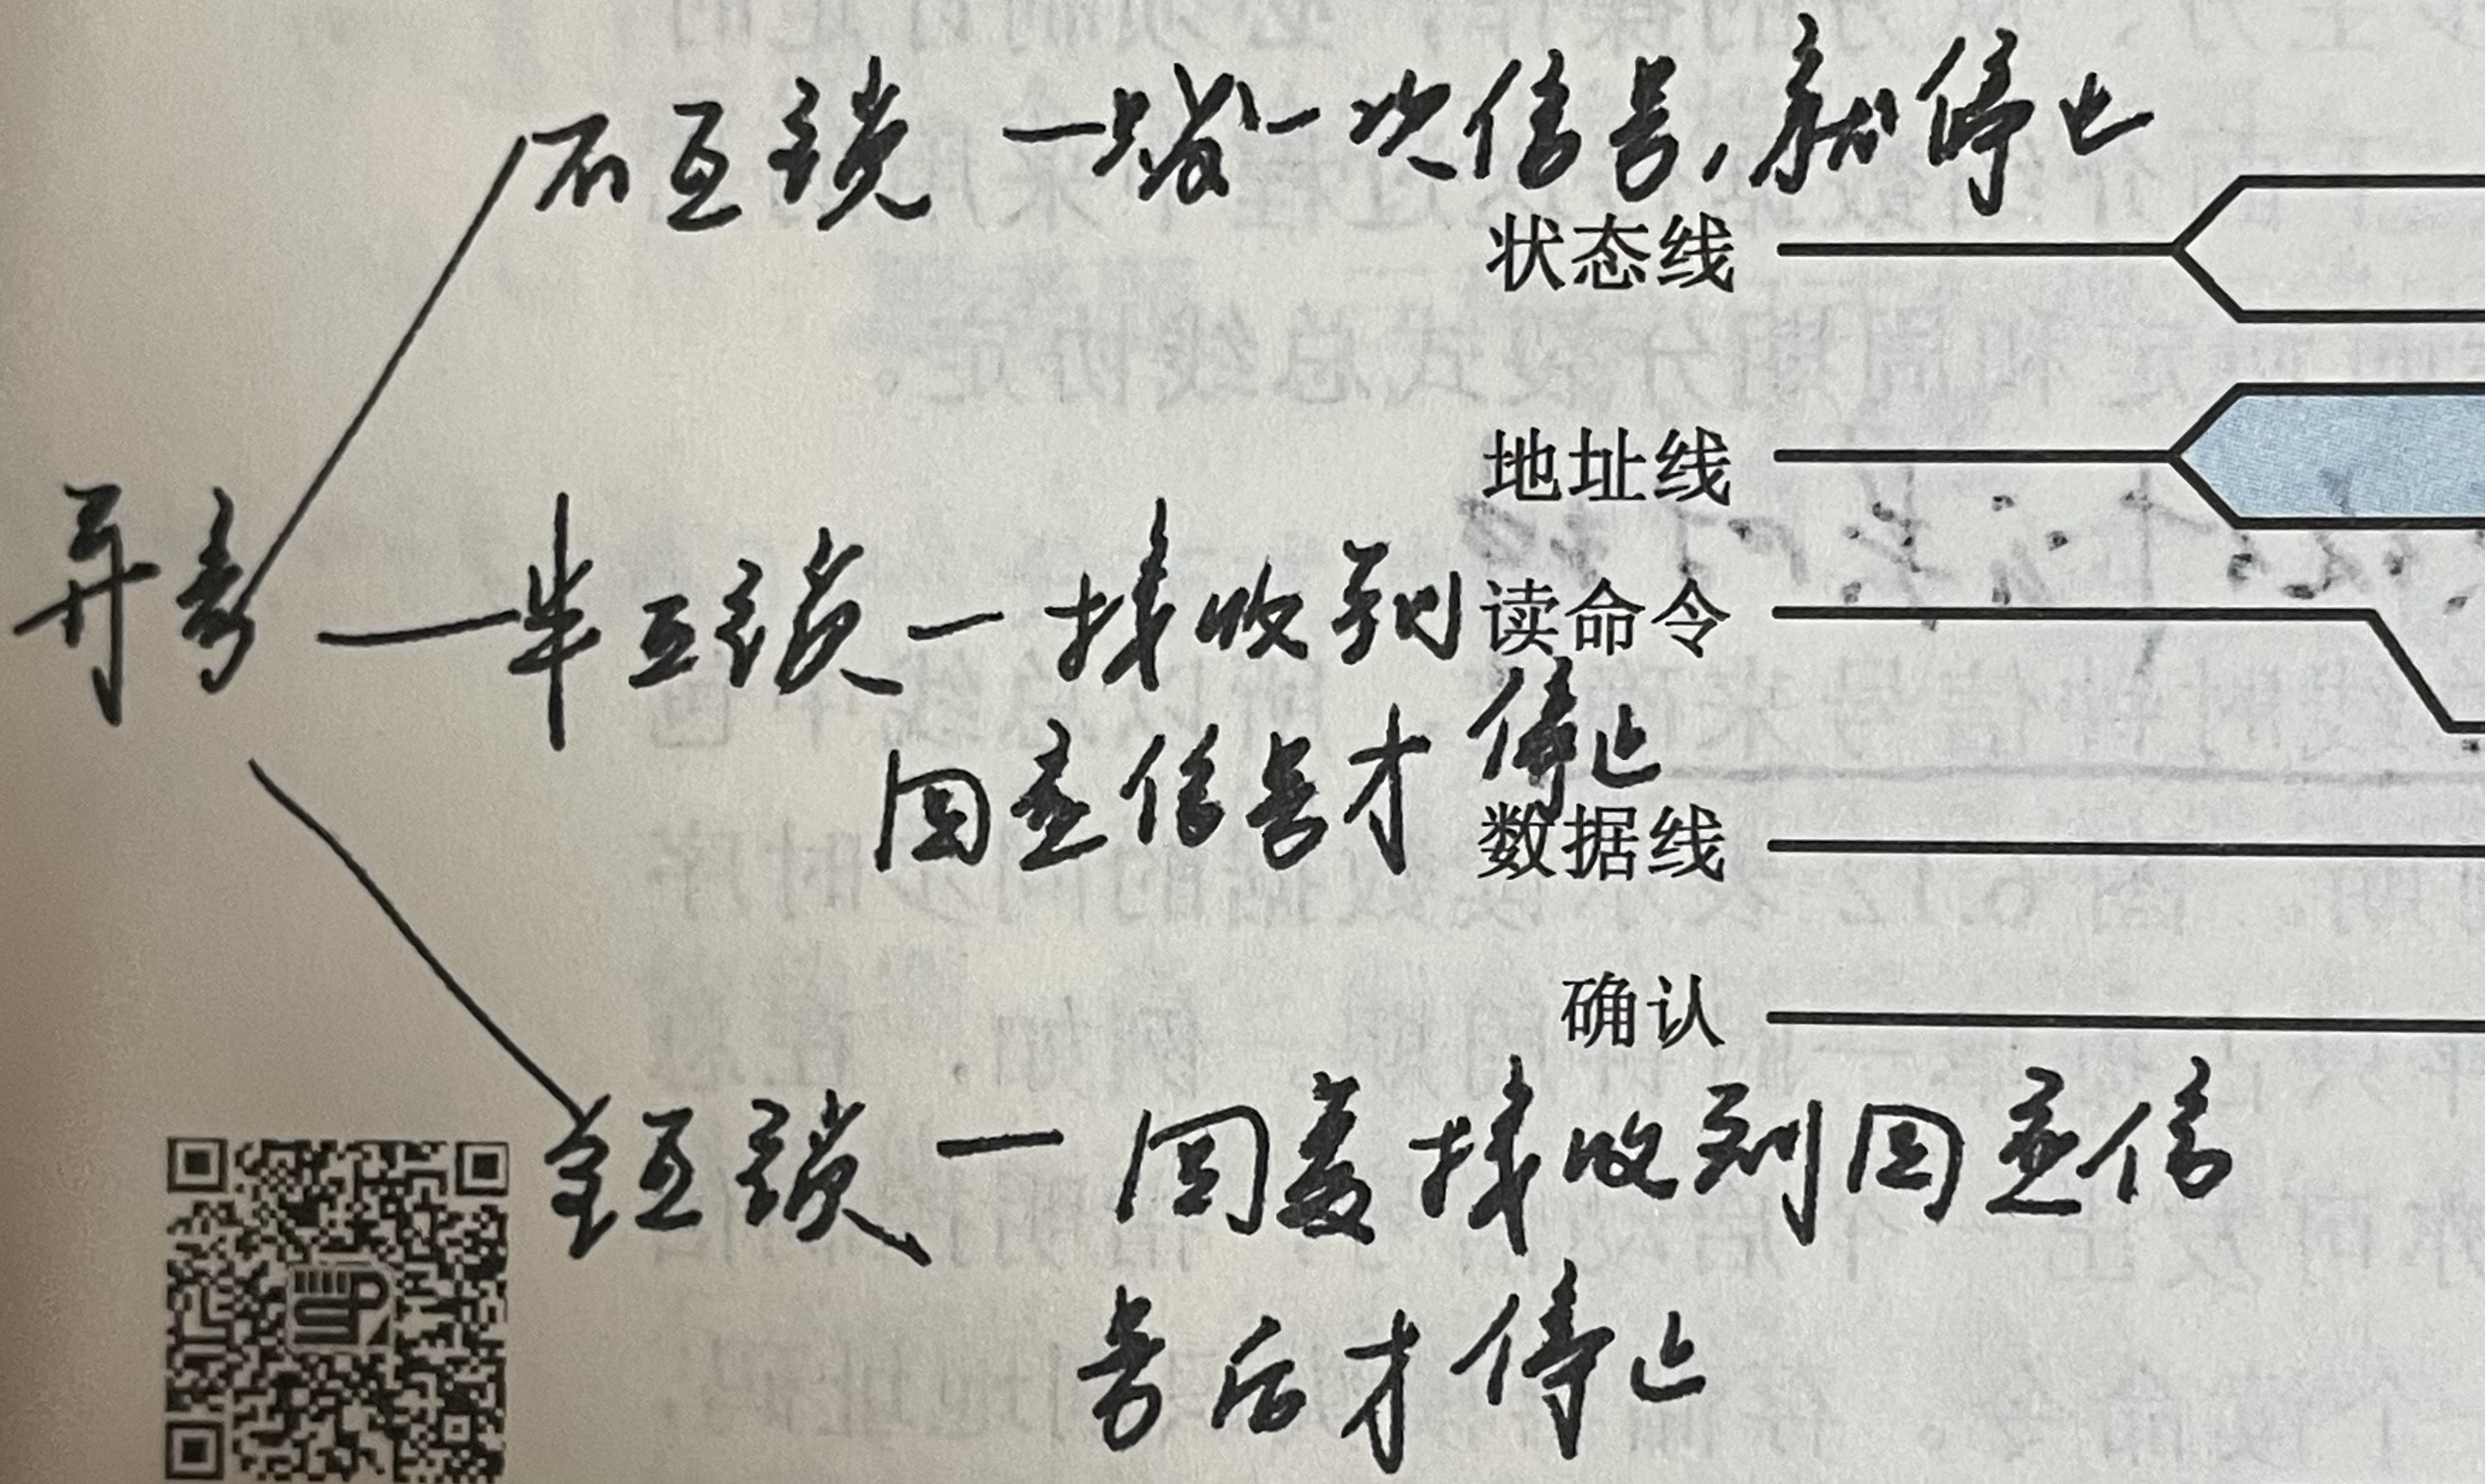 不互锁 一发一次信号,就停止
状态线
地址线
异步
半互锁 — 接收到
读命令
回应信号才停止
数据线
确认
全互锁 — 回复接收到回应信
号后才停止